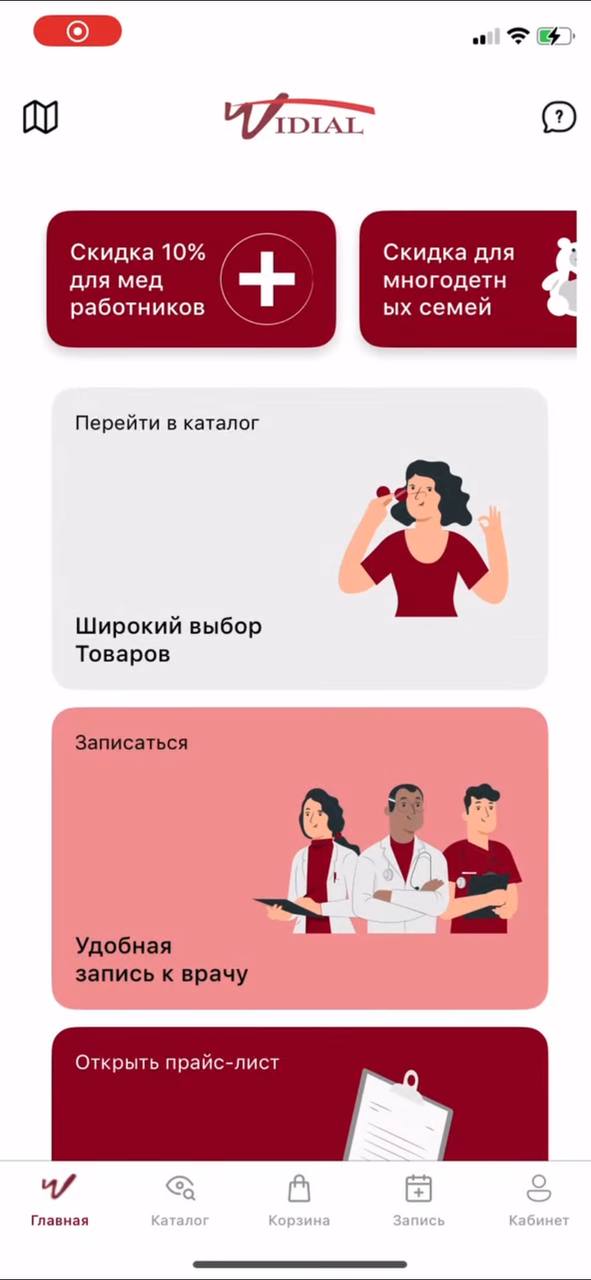 WIDIAL
Скидка 10%
для мед
работников
Скидка для
многодетн
ых семей
Перейти в каталог
Широкий выбор
Товаров
Записаться
Удобная
запись к врачу
Открыть прайс-лист
Главная
Каталог
Корзина
Запись
Кабинет